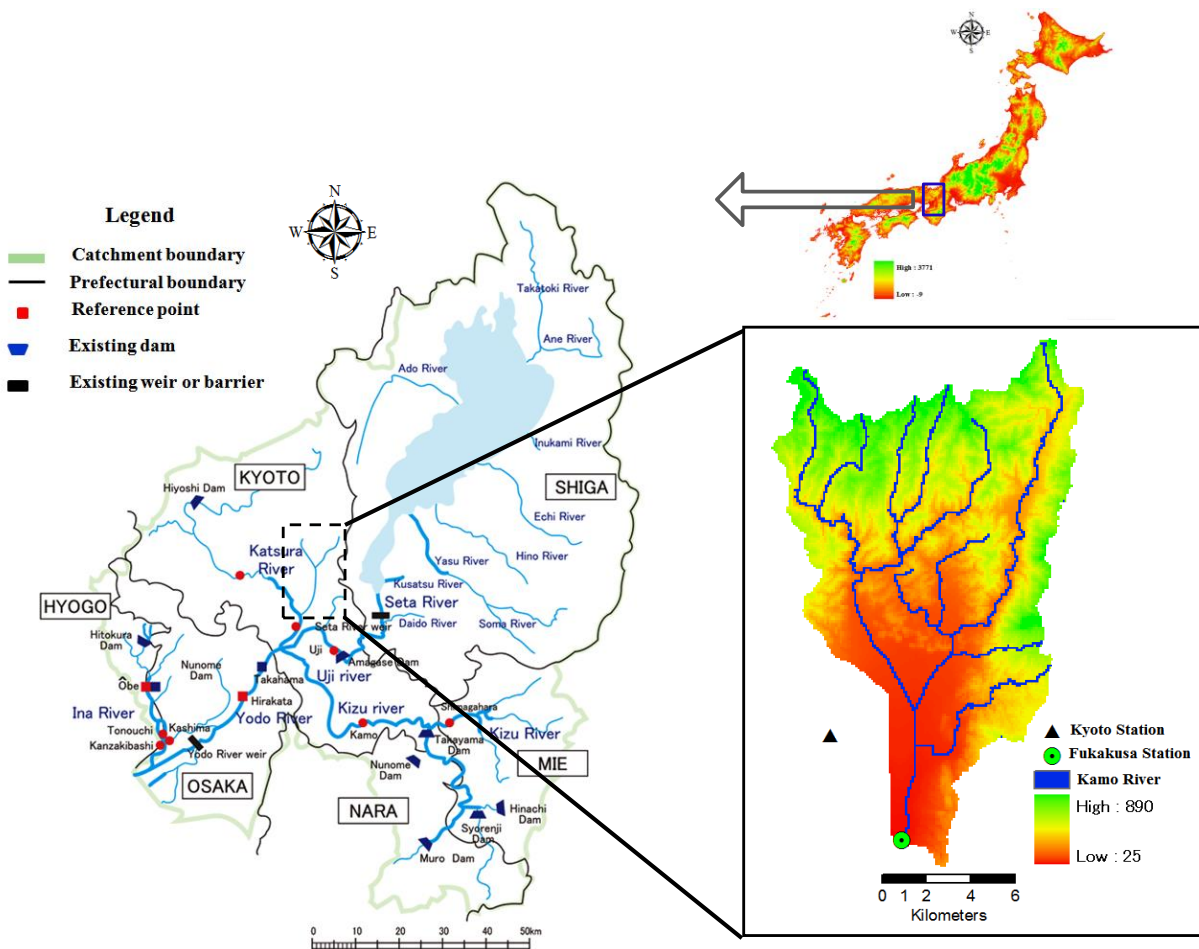 N
W
E
S
High : 3771
Low : -9
Legend
Catchment boundary
Prefectural boundary
Reference point
Existing dam
Existing weir or barrier
N
W
E
S
Takatoki River
Ane River
Ado River
Inukami River
KYOTO
SHIGA
Hiyoshi Dam
Echi River
Katsura
River
Hino River
Yasu River
Kusatsu River
HYOGO
Seta River
Daido River
Soma River
Seta River weir
Hitokura
Dam
Uji
Amagase Dam
Nunome
Dam
Uji river
Takahama
Ôbe
Hirakata
Ina River
Yodo River
Kizu river
Shimagahara
Kizu River
Tonouchi
Kashima
Kanzakibashi
Kamo
Takayama
Dam
Yodo River weir
Nunome
Dam
MIE
OSAKA
NARA
Hinachi
Dam
Syorenji
Dam
Muro Dam
0 10 20 30 40 50km
Kyoto Station
Fukakusa Station
Kamo River
High : 890
Low : 25
0 1 2 4 6
Kilometers